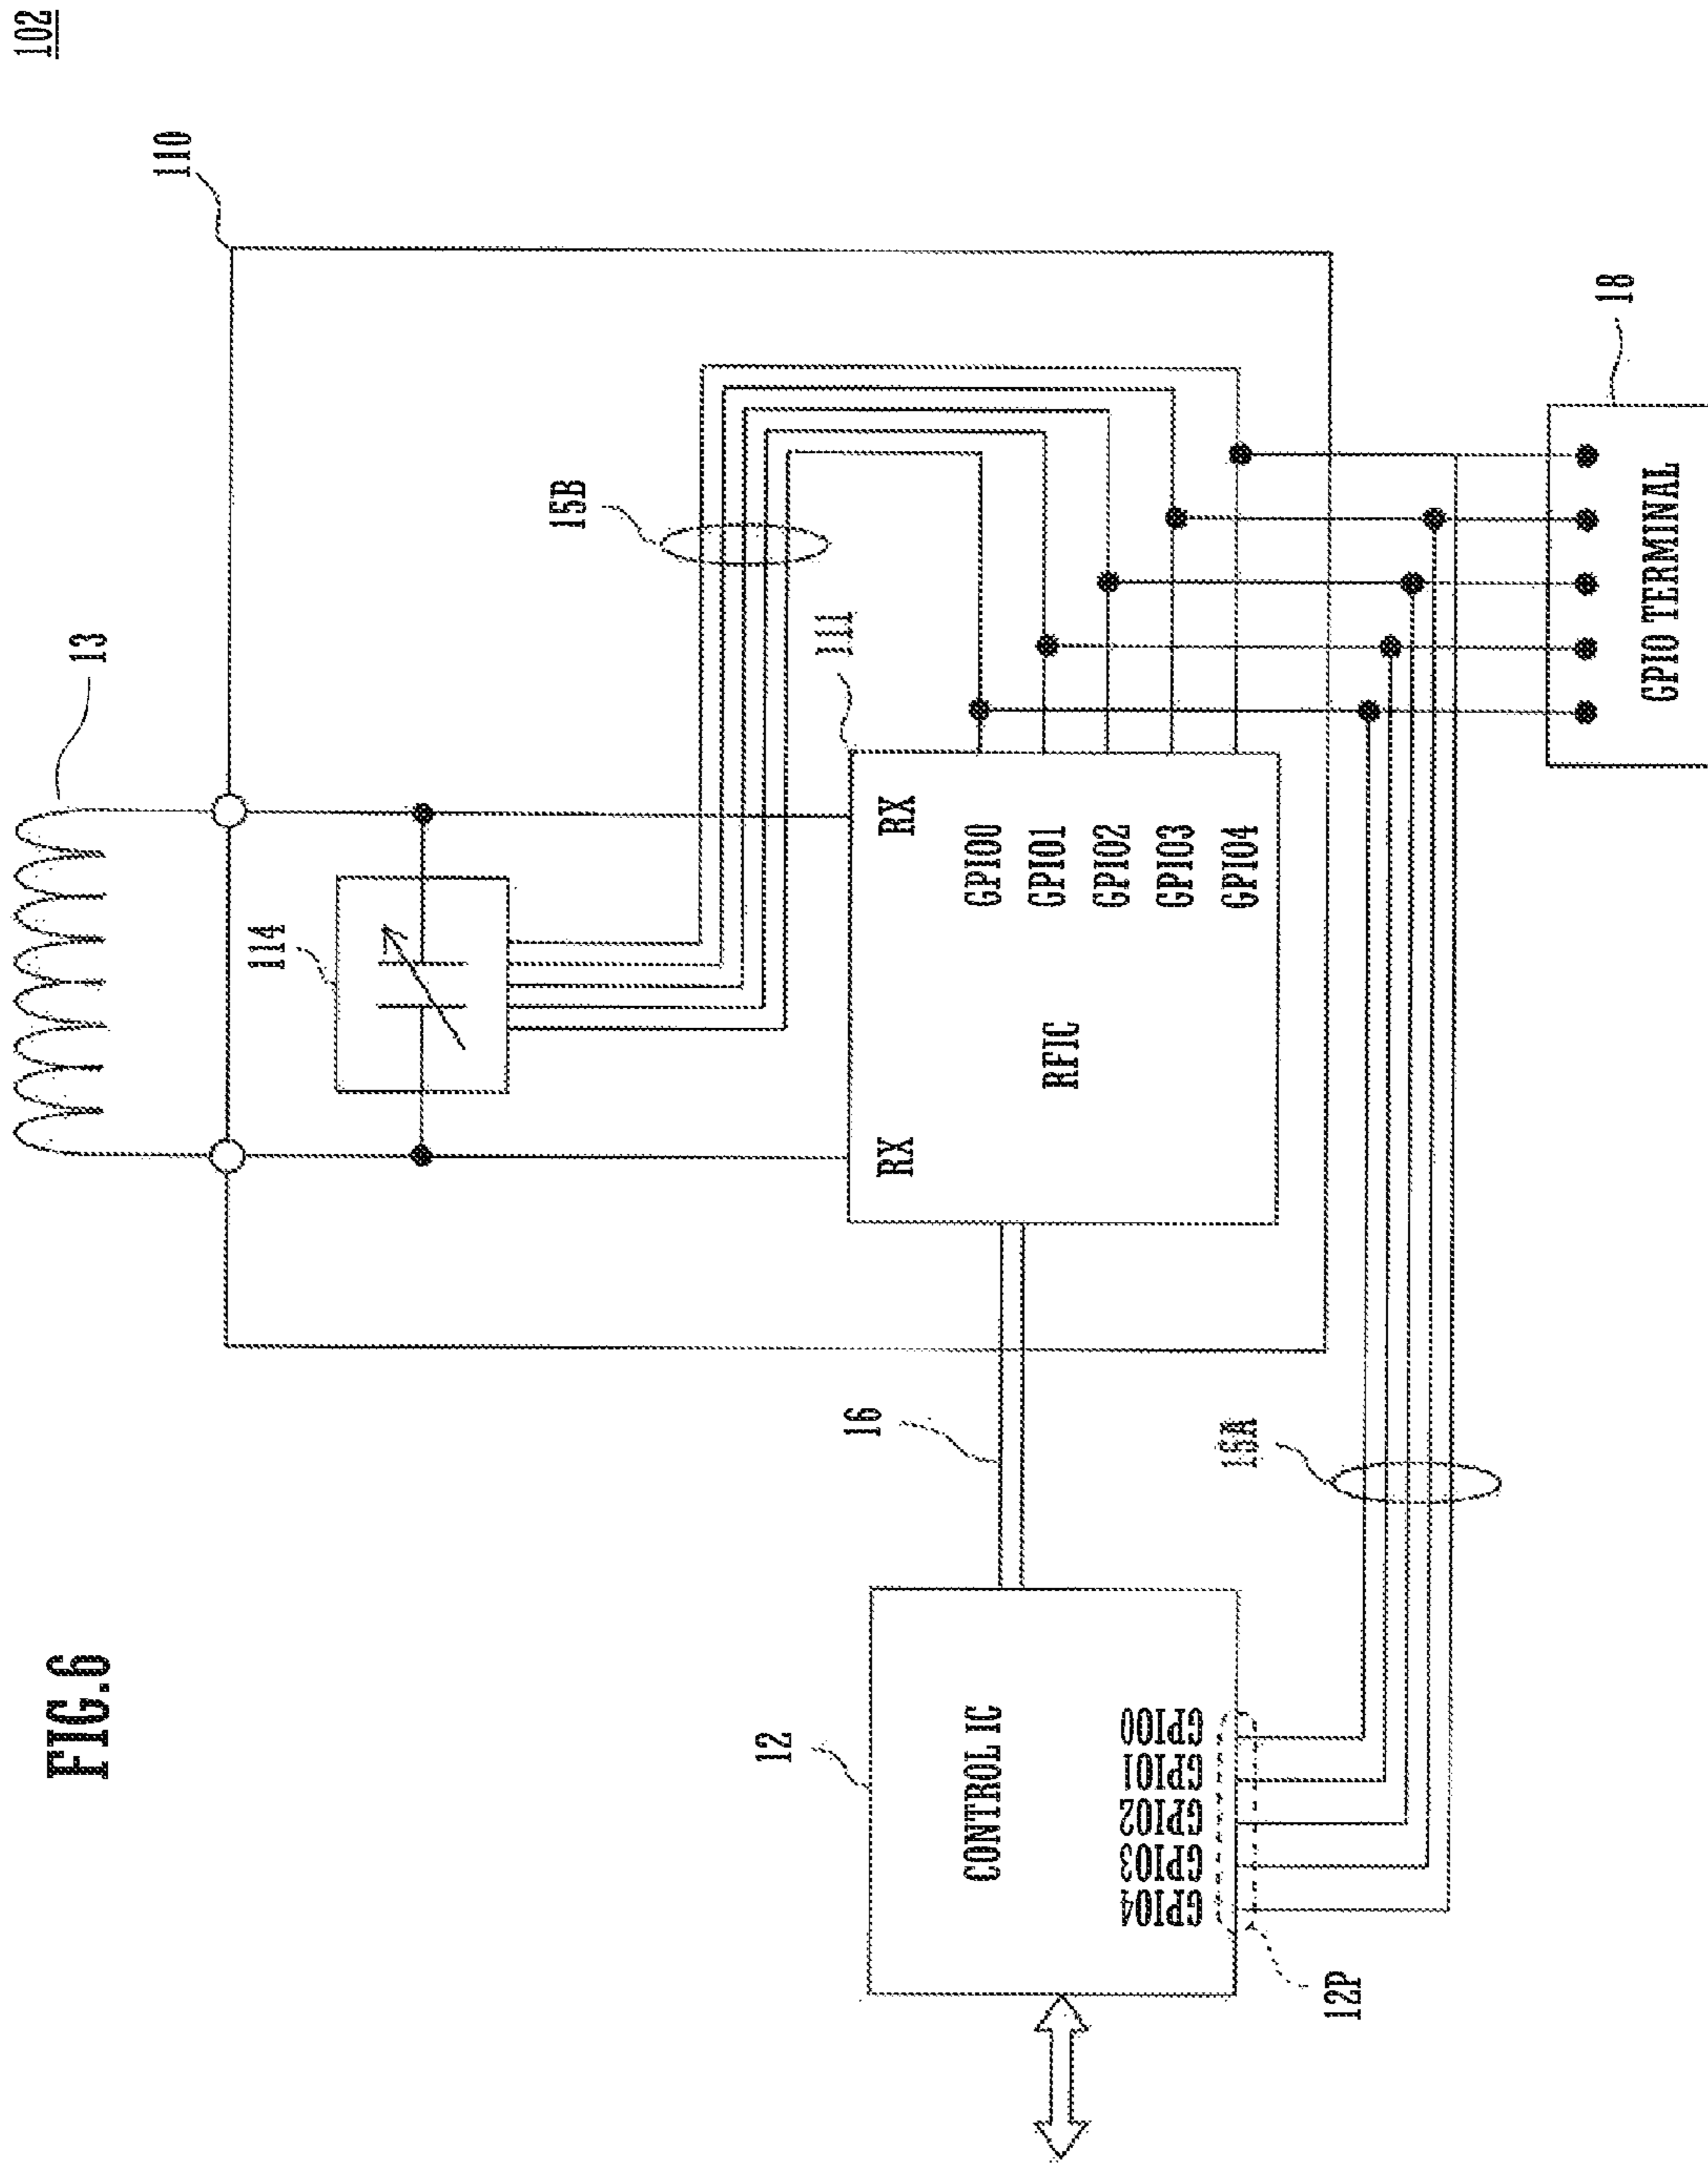 FIG.6
102
110
13
114
15B
111
RX
RX
GPIO0
GPIO1
GPIO2
GPIO3
GPIO4
RFIC
16
12
CONTROL IC
GPIO0
GPIO1
GPIO2
GPIO3
GPIO4
12P
15A
18
GPIO TERMINAL